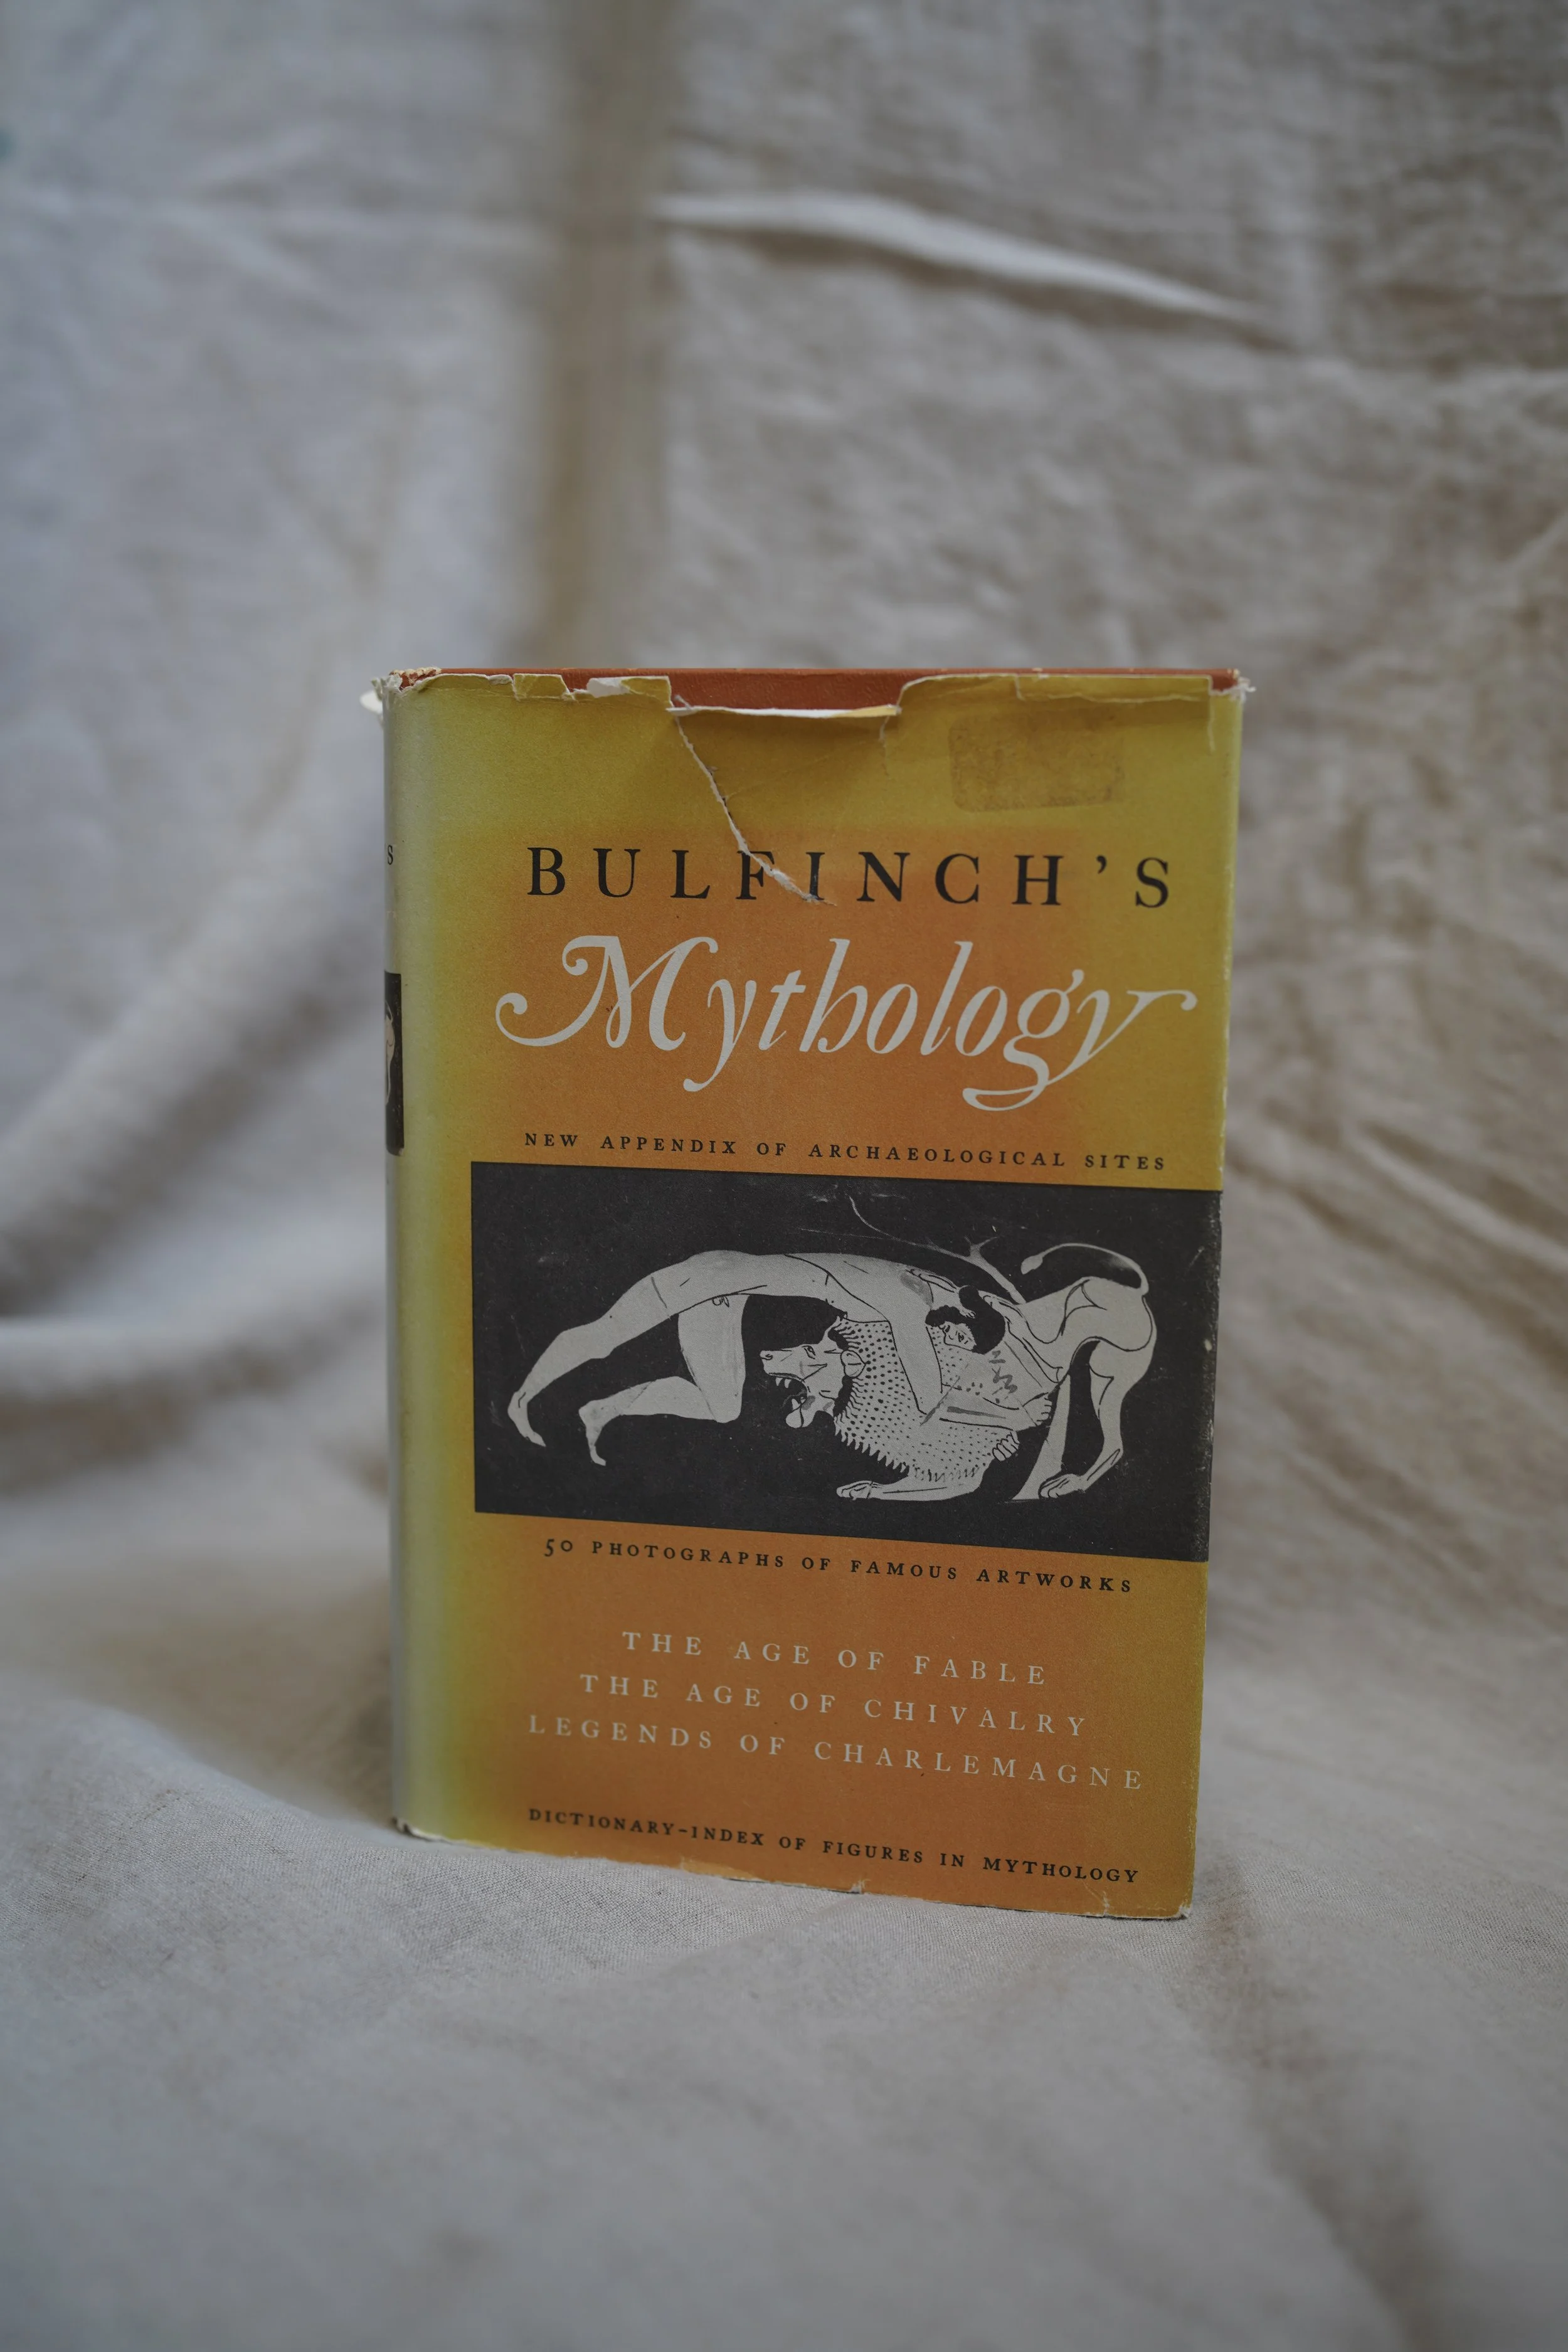 BULFINCH'S
Mythology
NEW APPENDIX OF ARCHAEOLOGICAL SITES
50 PHOTOGRAPHS OF FAMOUS ARTWORKS
THE AGE OF FABLE
THE AGE OF CHIVALRY
LEGENDS OF CHARLEMAGNE
DICTIONARY-INDEX OF FIGURES IN MYTHOLOGY